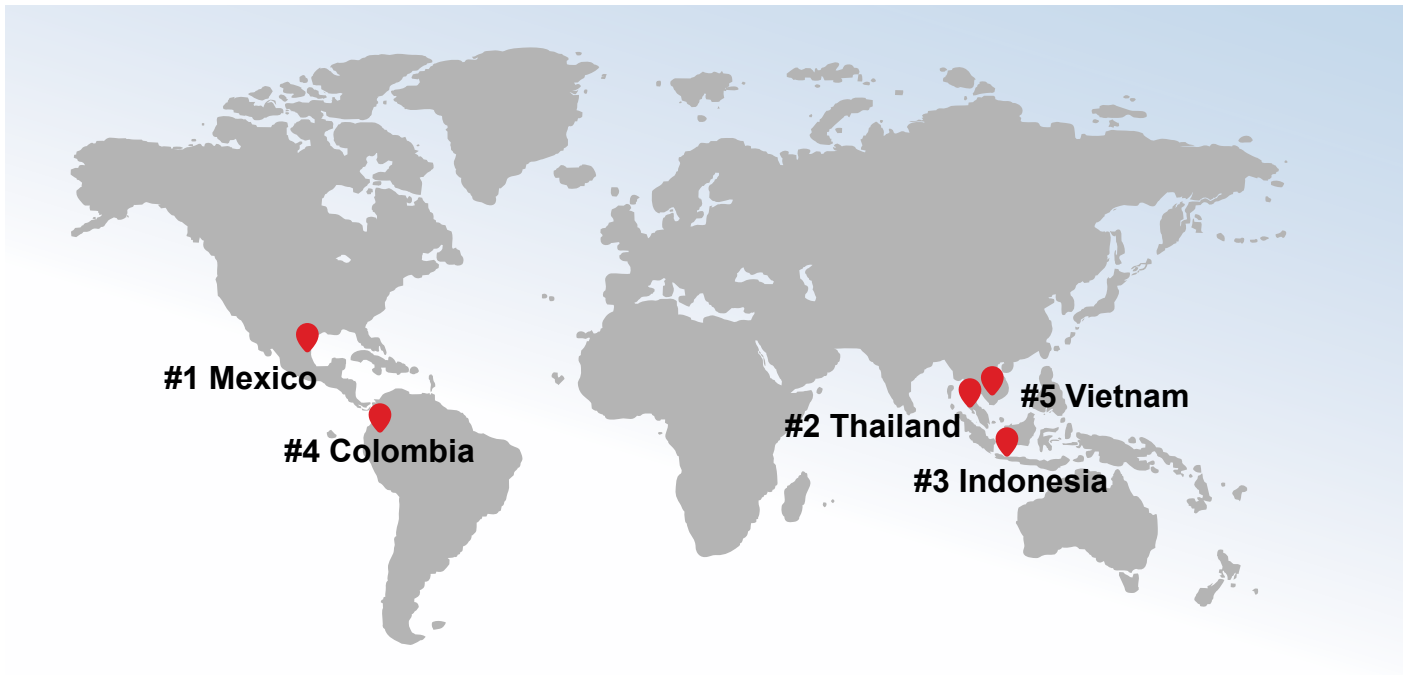 #1 Mexico
#5 Vietnam
#2 Thailand
#4 Colombia
#3 Indonesia